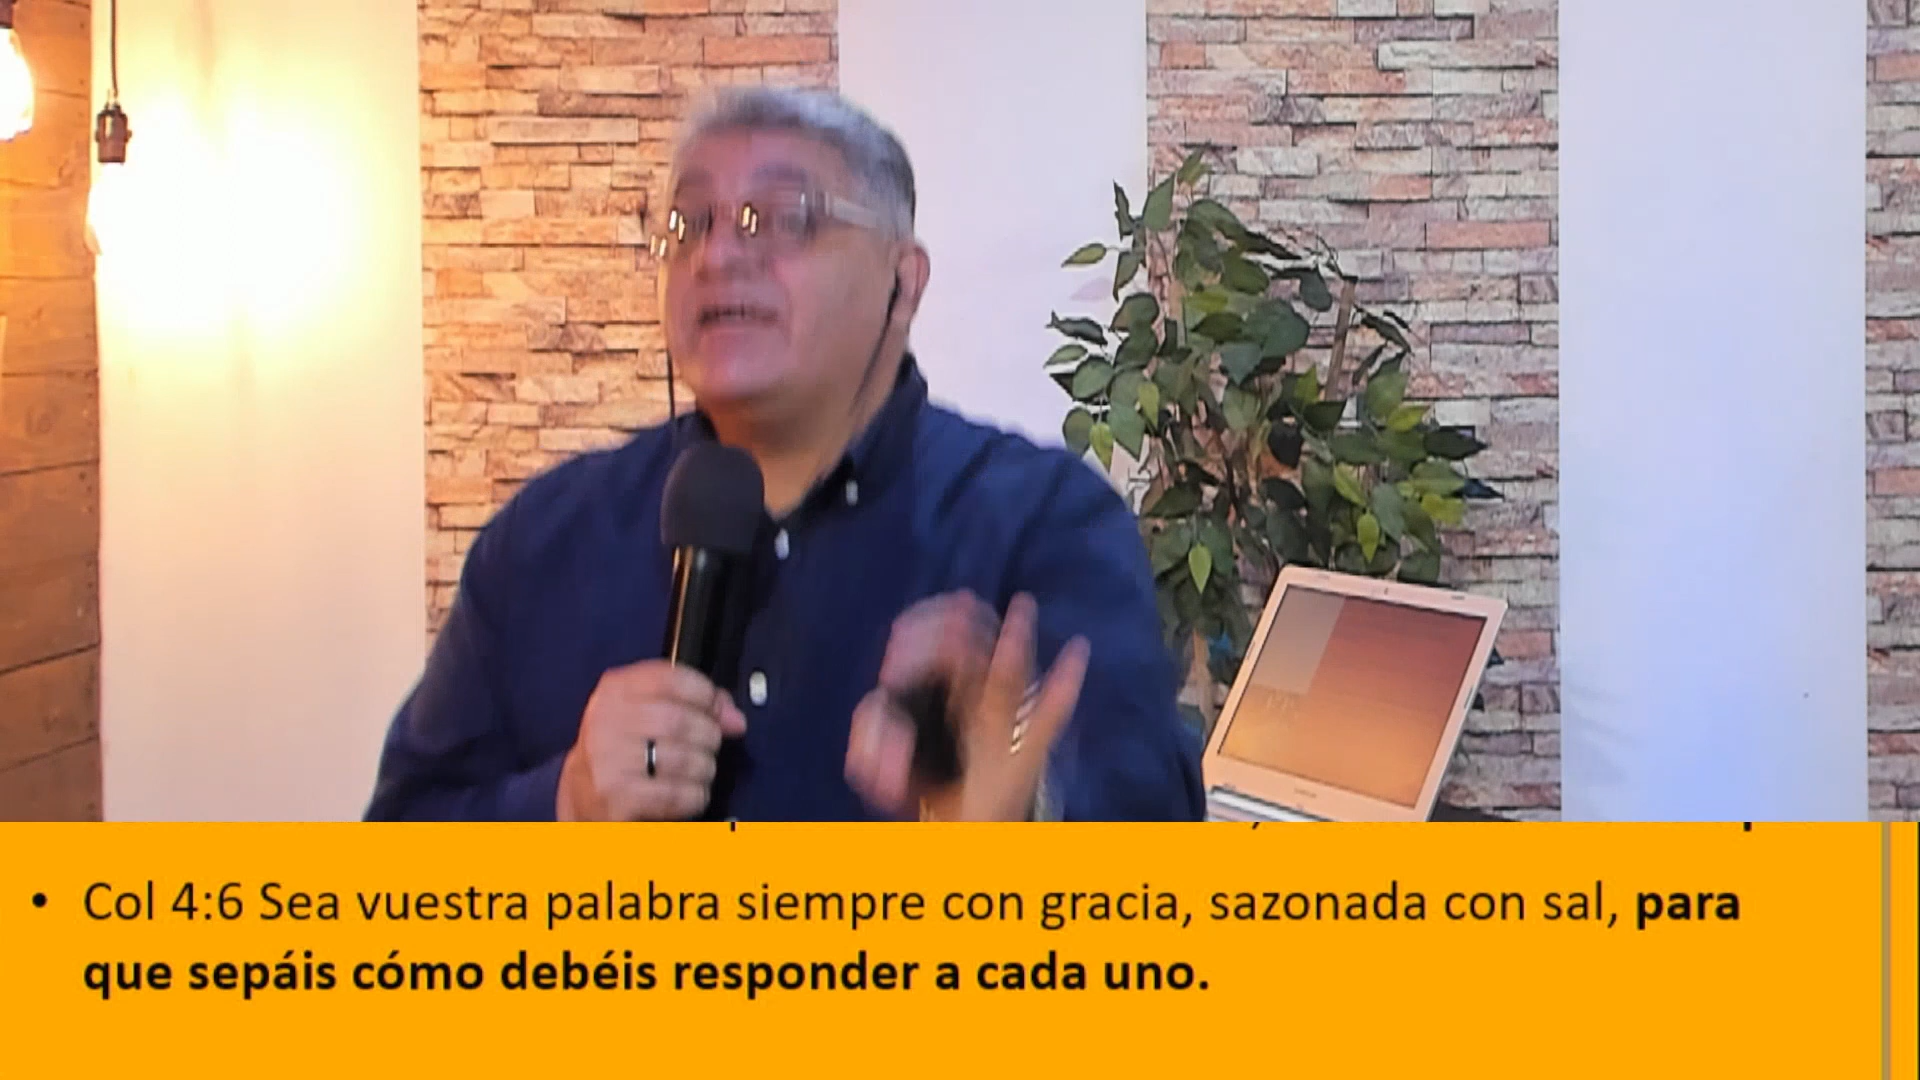 • Col 4:6 Sea vuestra palabra siempre con gracia, sazonada con sal, para
que sepáis cómo debéis responder a cada uno.